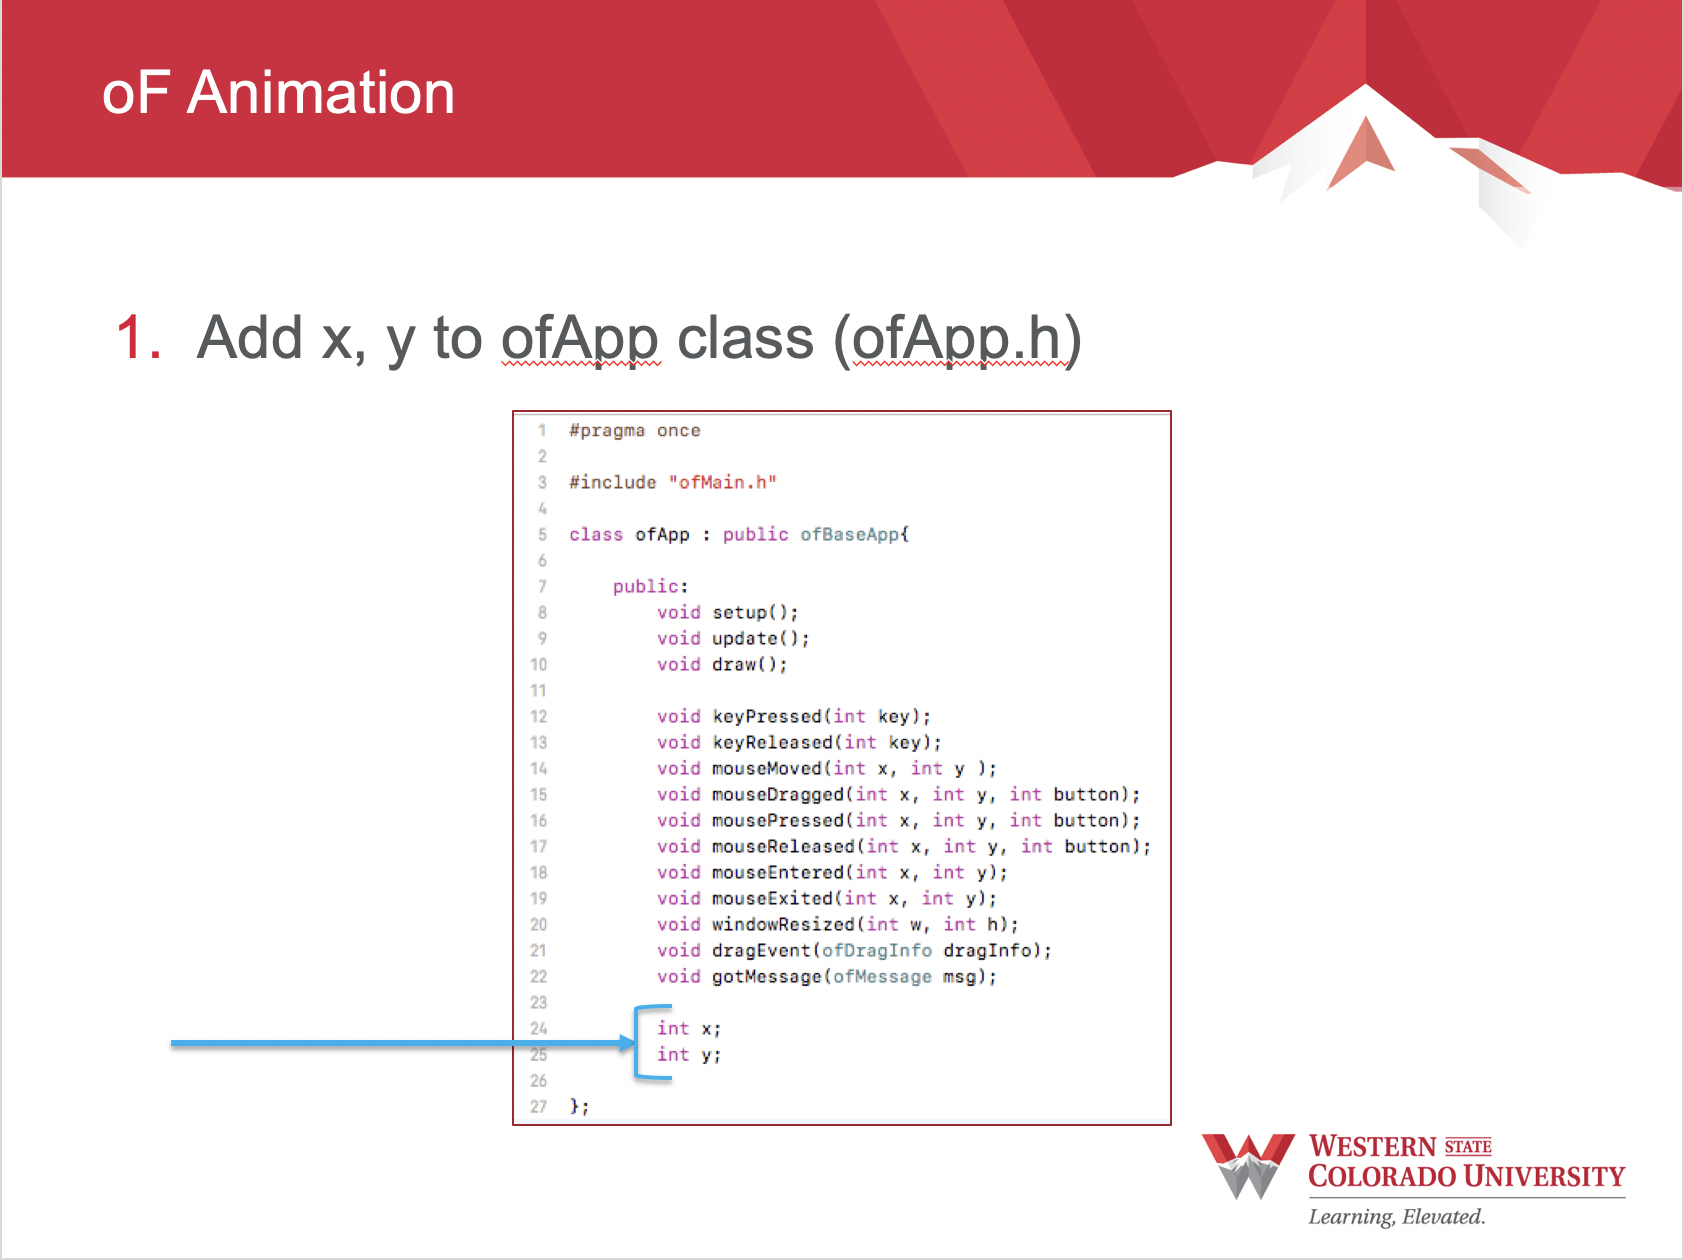 oF Animation
1. Add x, y to ofApp class (ofApp.h)
1 #pragma once
2
3 #include "ofMain.h"
4
5 class ofApp : public ofBaseApp{
6
7     public:
8         void setup();
9         void update();
10         void draw();
11
12         void keyPressed(int key);
13         void keyReleased(int key);
14         void mouseMoved(int x, int y );
15         void mouseDragged(int x, int y, int button);
16         void mousePressed(int x, int y, int button);
17         void mouseReleased(int x, int y, int button);
18         void mouseEntered(int x, int y);
19         void mouseExited(int x, int y);
20         void windowResized(int w, int h);
21         void dragEvent(ofDragInfo dragInfo);
22         void gotMessage(ofMessage msg);
23
24         int x;
25         int y;
26
27 };
WESTERN STATE
COLORADO UNIVERSITY
Learning, Elevated.